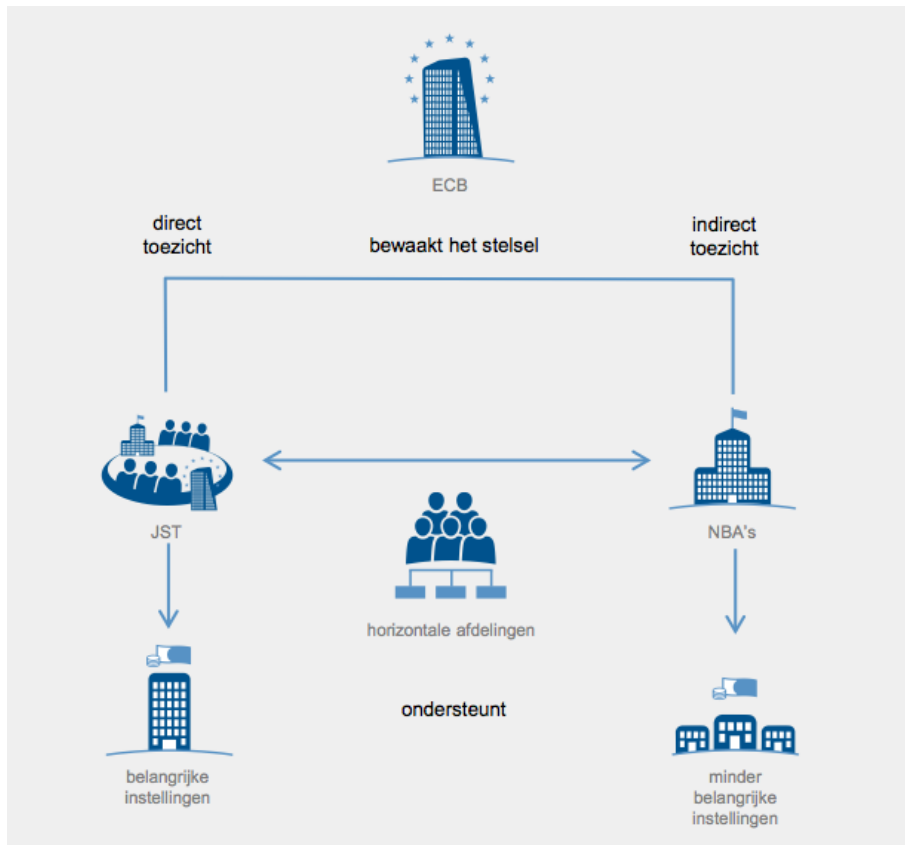 ECB
direct
toezicht
bewaakt het stelsel
indirect
toezicht
JST
NBA's
horizontale afdelingen
ondersteunt
belangrijke
instellingen
minder
belangrijke
instellingen